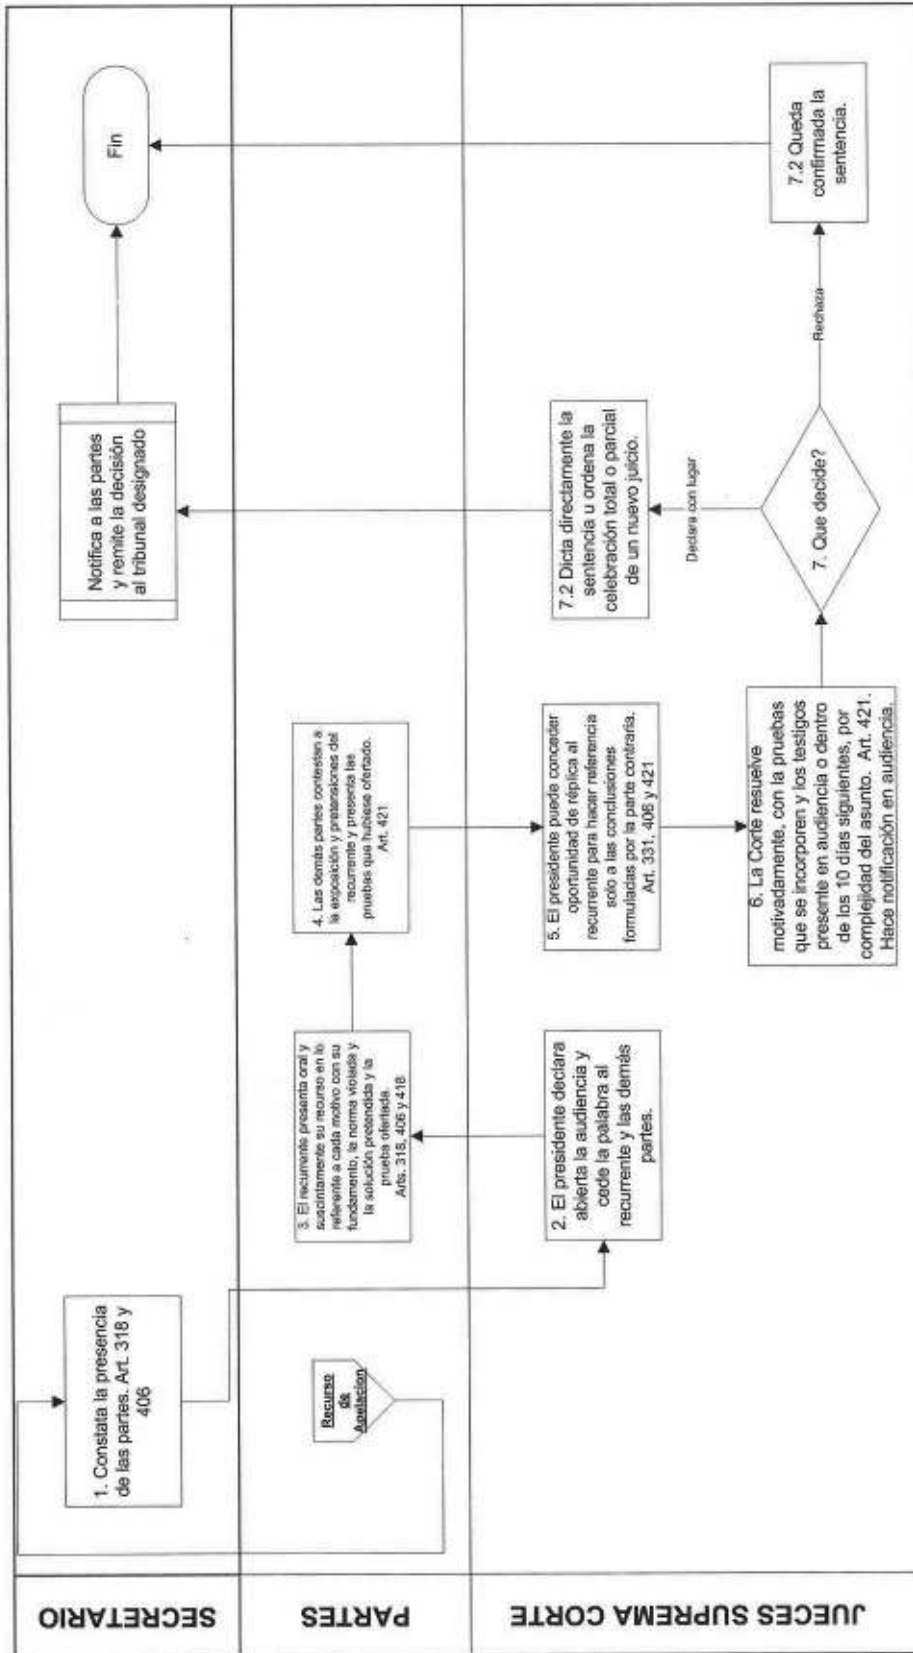 SECRETARIO
1. Constata la presencia
de las partes. Art. 318 y
406
Notifica a las partes
y remite la decisión
al tribunal designado
Fin
PARTES
Recurso
de
Apelacion
3. El recurrente presenta oral y
suscintamente su recurso en lo
referente a cada motivo con su
fundamento, la norma violada y
la solución pretendida y la
prueba ofertada.
Arts. 318, 406 y 418
4. Las demás partes contestan a
la exposición y pretensiones del
recurrente y presenta las
pruebas que hubiese ofertado.
Art. 421
JUECES SUPREMA CORTE
2. El presidente declara
abierta la audiencia y
cede la palabra al
recurrente y las demás
partes.
5. El presidente puede conceder
oportunidad de réplica al
recurrente para hacer referencia
solo a las conclusiones
formuladas por la parte contraria.
Art. 331, 406 y 421
6. La Corte resuelve
motivadamente, con la pruebas
que se incorporen y los testigos
presente en audiencia o dentro
de los 10 días siguientes, por
complejidad del asunto. Art. 421.
Hace notificación en audiencia.
7. Que decide?
Declara con lugar
7.2 Dicta directamente la
sentencia u ordena la
celebración total o parcial
de un nuevo juicio.
Rechaza
7.2 Queda
confirmada la
sentencia.